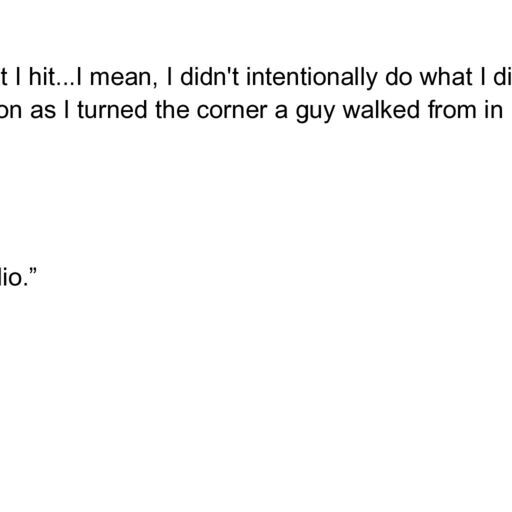 t I hit...I mean, I didn't intentionally do what I di
on as I turned the corner a guy walked from in
lio.”